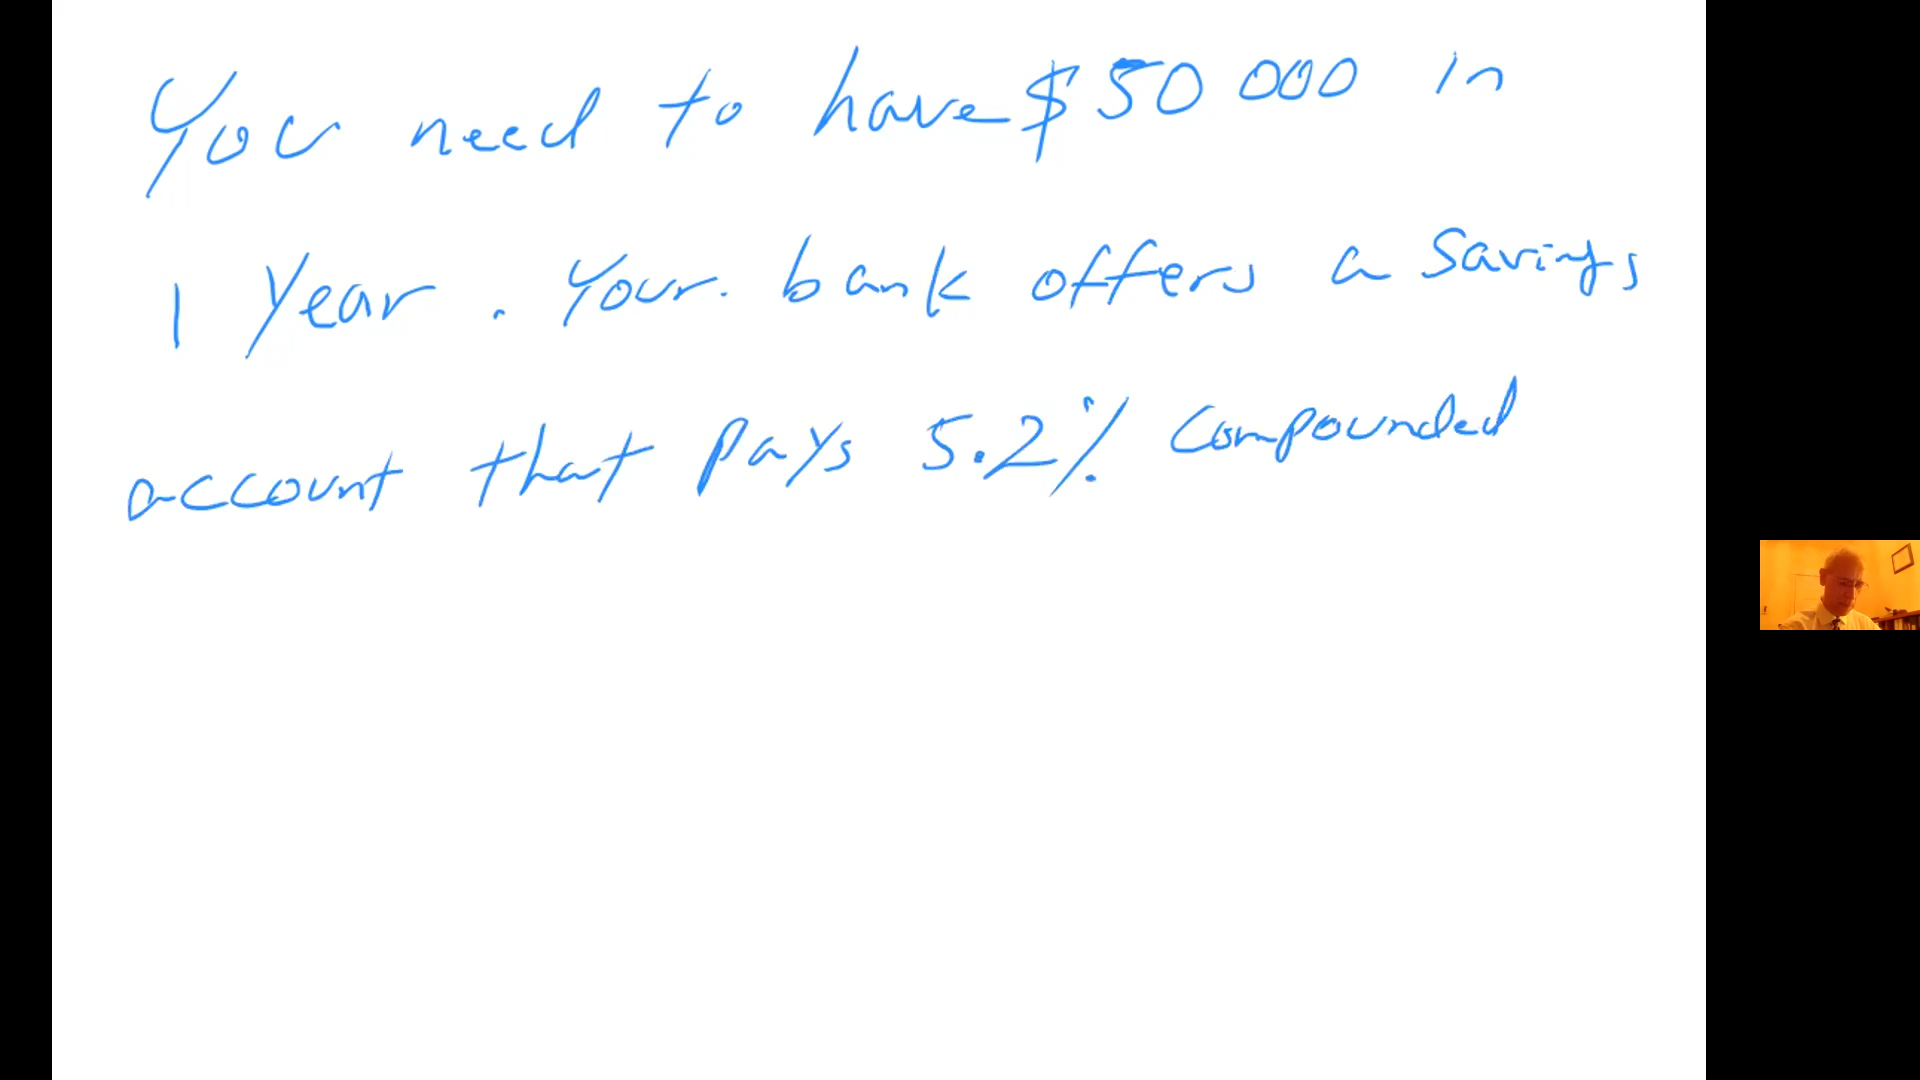 You need to have $50 000 in
1 Year. Your. bank offers a Savings
account that pays 5.2% compounded